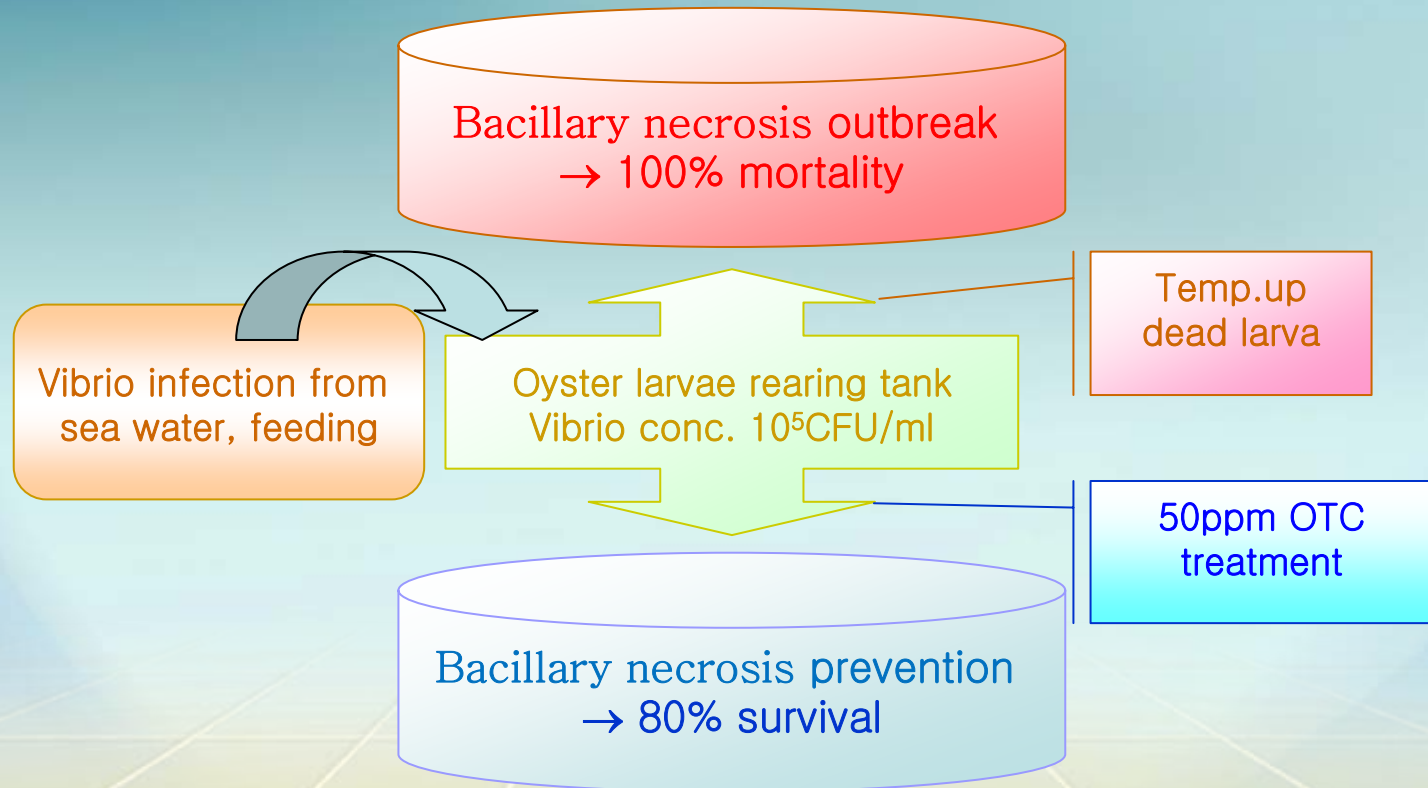 Bacillary necrosis outbreak
→ 100% mortality
Temp.up
dead larva
Vibrio infection from
sea water, feeding
Oyster larvae rearing tank
Vibrio conc. 10⁵CFU/ml
50ppm OTC
treatment
Bacillary necrosis prevention
→ 80% survival